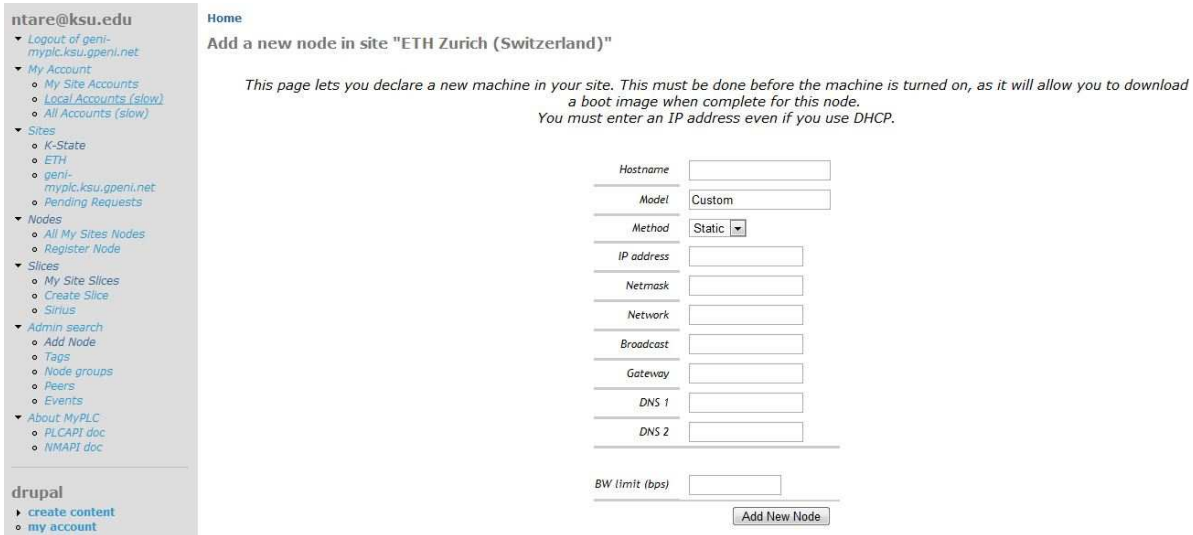 ntare@ksu.edu
Logout of geni-
myplc.ksu.gpeni.net
My Account
My Site Accounts
Local Accounts (slow)
All Accounts (slow)
Sites
K-State
ETH
geni-
myplc.ksu.gpeni.net
Pending Requests
Nodes
All My Sites Nodes
Register Node
Slices
My Site Slices
Create Slice
Sirius
Admin search
Add Node
Tags
Node groups
Peers
Events
About MyPLC
PLCAPI doc
NMAPI doc
drupal
create content
my account
Home
Add a new node in site "ETH Zurich (Switzerland)"
This page lets you declare a new machine in your site. This must be done before the machine is turned on, as it will allow you to download
a boot image when complete for this node.
You must enter an IP address even if you use DHCP.
Hostname
Model Custom
Method Static
IP address
Netmask
Network
Broadcast
Gateway
DNS 1
DNS 2
BW limit (bps)
Add New Node